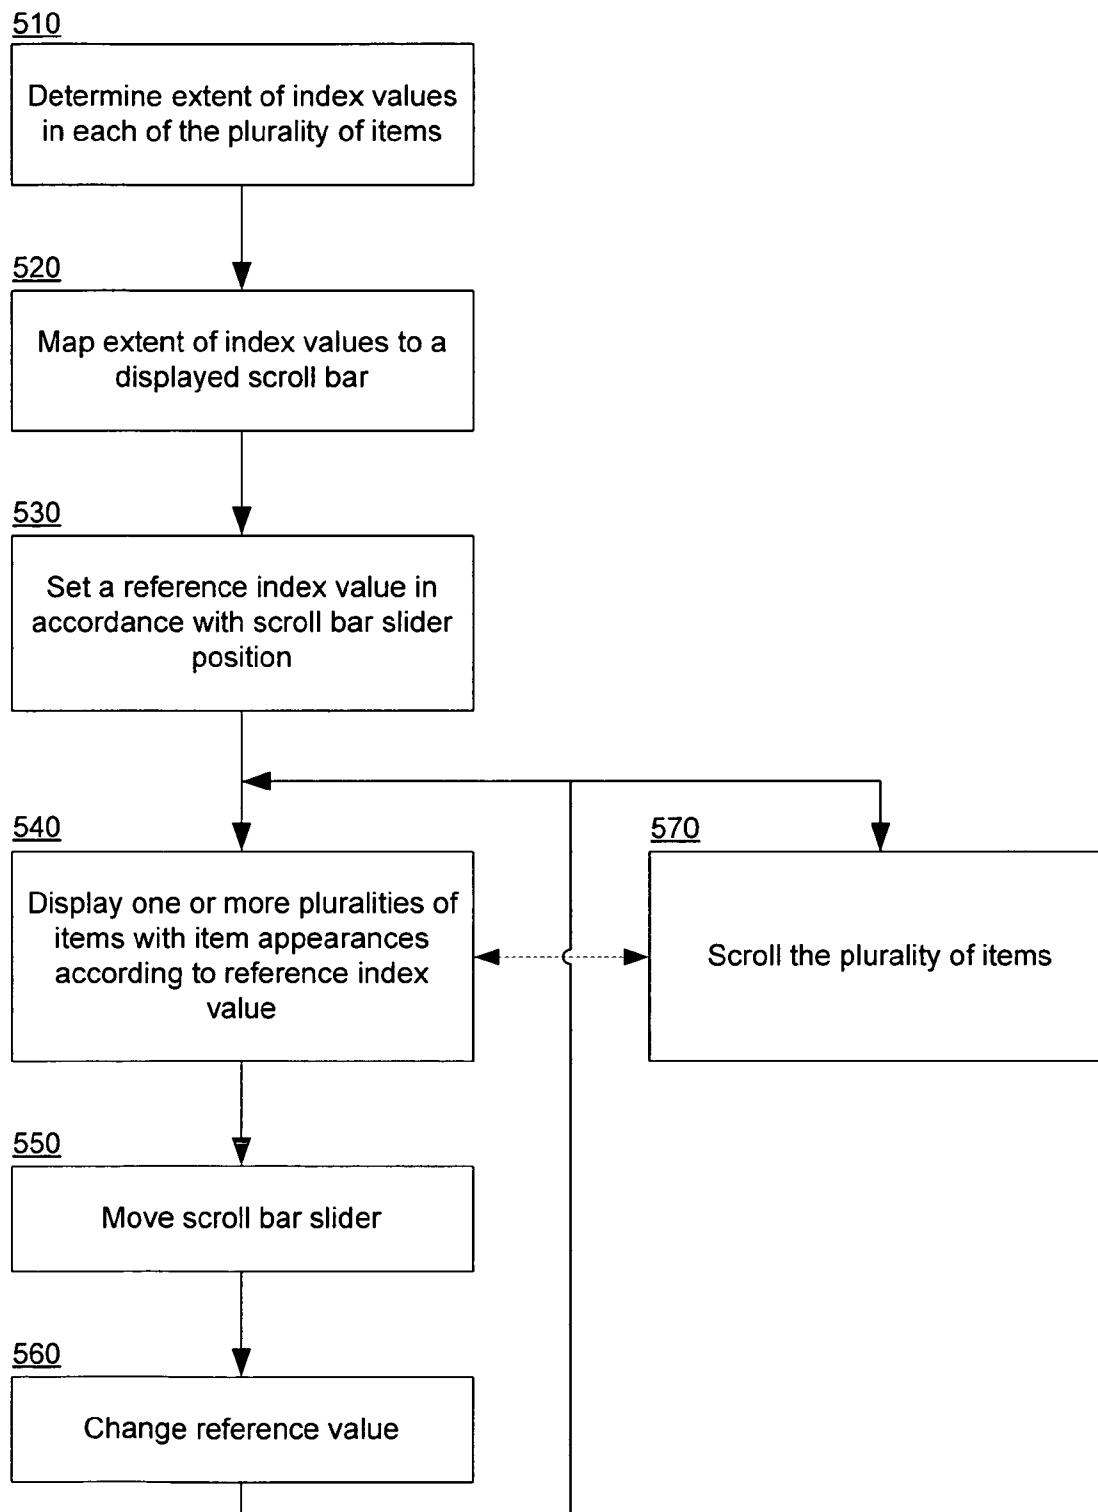 510
Determine extent of index values
in each of the plurality of items
520
Map extent of index values to a
displayed scroll bar
530
Set a reference index value in
accordance with scroll bar slider
position
540
Display one or more pluralities of
items with item appearances
according to reference index
value
570
Scroll the plurality of items
550
Move scroll bar slider
560
Change reference value